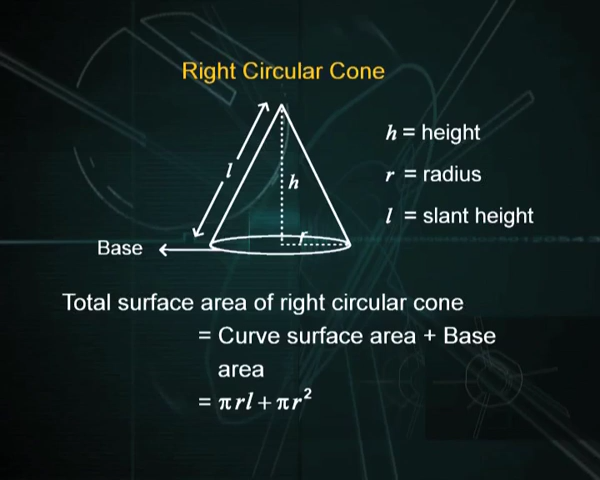 Right Circular Cone
h = height
l
h
r = radius
l = slant height
r
Base
Total surface area of right circular cone
= Curve surface area + Base
area
= πrl + πr²